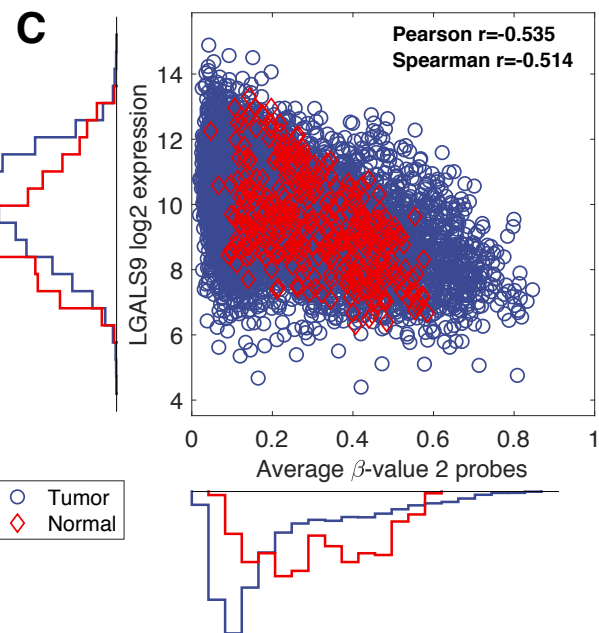 C
Pearson r=-0.535
Spearman r=-0.514
LGALS9 log2 expression
14
12
10
8
6
4
0 0.2 0.4 0.6 0.8 1
Average β-value 2 probes
Tumor
Normal